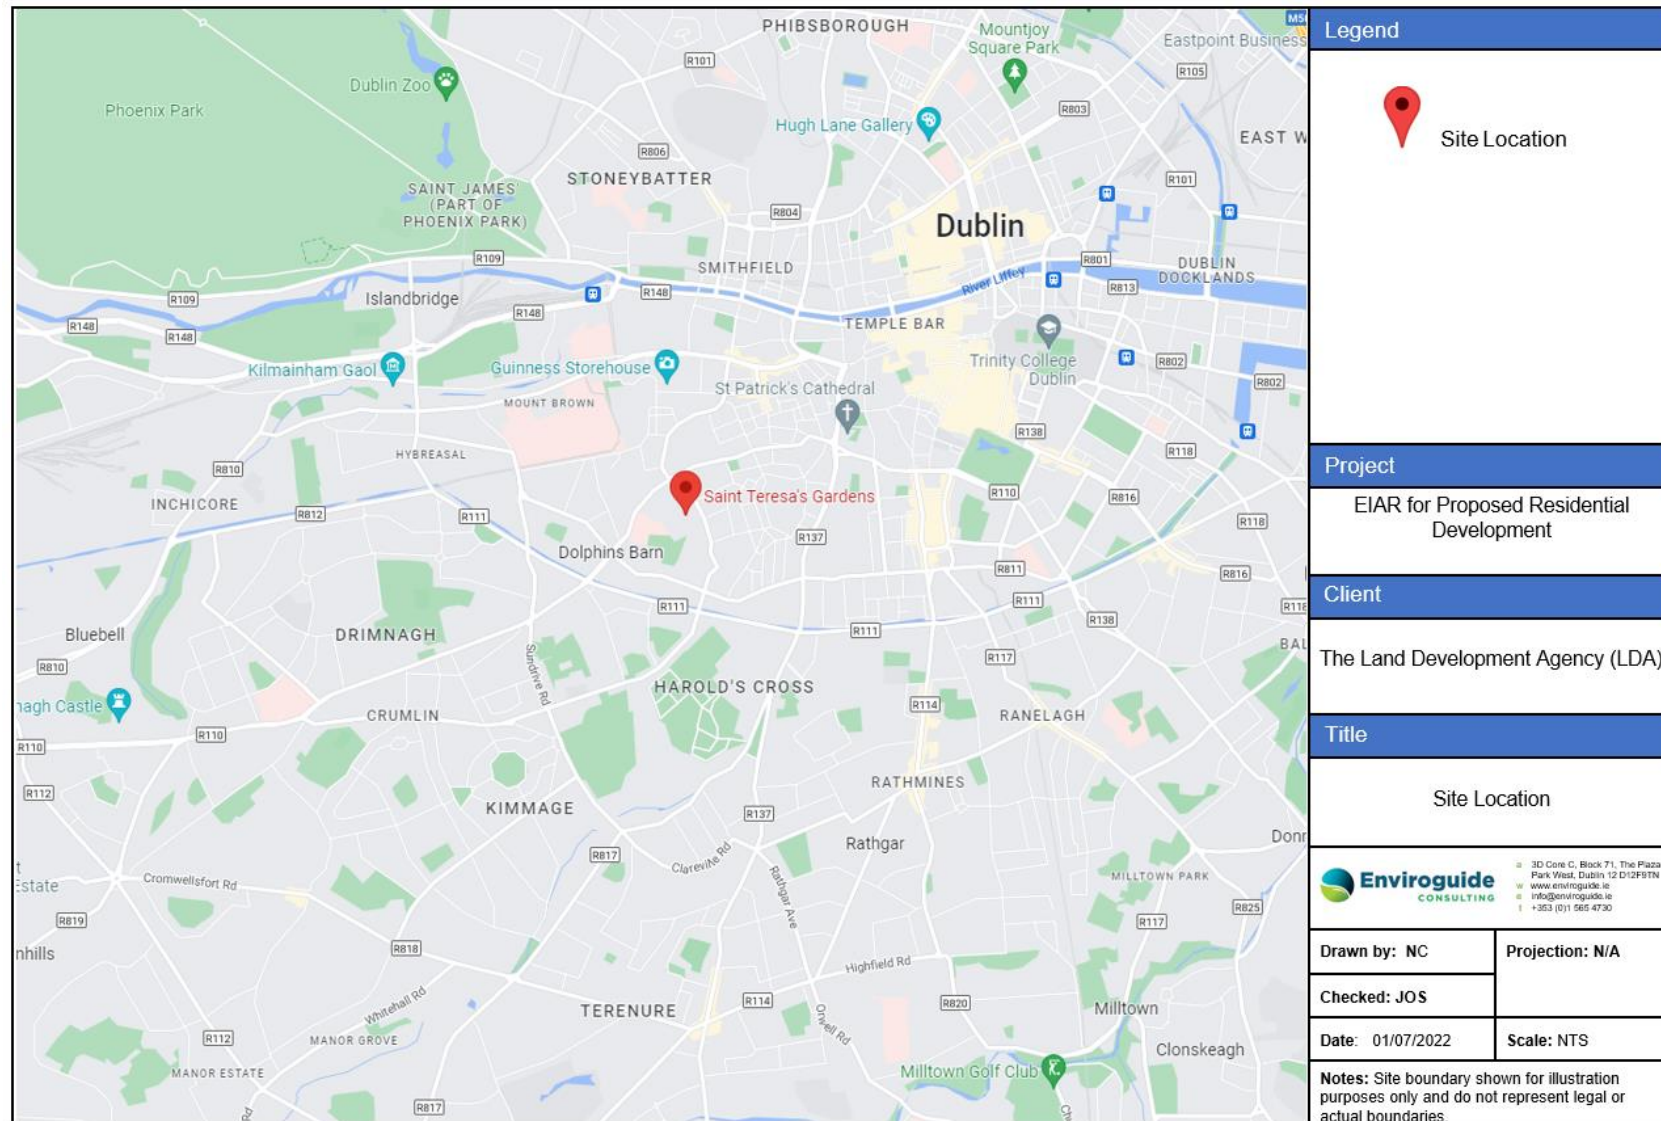 PHIBSBOROUGH
Mountjoy
Square Park
Eastpoint Business
M50
R101
R105
Dublin Zoo
Phoenix Park
Hugh Lane Gallery
R803
EAST W
R806
STONEYBATTER
SAINT JAMES
(PART OF
PHOENIX PARK)
R101
R804
Dublin
R109
SMITHFIELD
R801
DUBLIN
DOCKLANDS
River Liffey
R813
R109
Islandbridge
R148
R148
R148
R148
TEMPLE BAR
Trinity College
Dublin
R802
R802
Kilmainham Gaol
Guinness Storehouse
St Patrick's Cathedral
MOUNT BROWN
R138
R118
HYBREASAL
R810
INCHICORE
R812
R111
Saint Teresa's Gardens
R110
R816
R118
Dolphins Barn
R137
R811
R816
R111
R111
R138
R118
R111
Bluebell
DRIMNAGH
R810
Sundrive Rd
R117
BAL
HAROLD'S CROSS
nagh Castle
CRUMLIN
R114
RANELAGH
R110
R110
R112
RATHMINES
KIMMAGE
R137
Rathgar
Donn
R817
Clareville Rd
t
Estate
Cromwellsfort Rd
Rathgar Ave
MILLTOWN PARK
R819
R825
R117
nhills
R818
Highfield Rd
Whitehall Rd
TERENURE
R114
R820
Milltown
Orwell Rd
R112
MANOR GROVE
Clonskeagh
MANOR ESTATE
Milltown Golf Club
R817
Rd
Legend
Site Location
Project
EIAR for Proposed Residential
Development
Client
The Land Development Agency (LDA)
Title
Site Location
Enviroguide
CONSULTING
a 3D Core C, Block 71, The Plaza
Park West, Dublin 12 D12F9TN
w www.enviroguide.ie
e info@enviroguide.ie
t +353 (0)1 565 4730
Drawn by: NC
Projection: N/A
Checked: JOS
Date: 01/07/2022
Scale: NTS
Notes: Site boundary shown for illustration
purposes only and do not represent legal or
actual boundaries